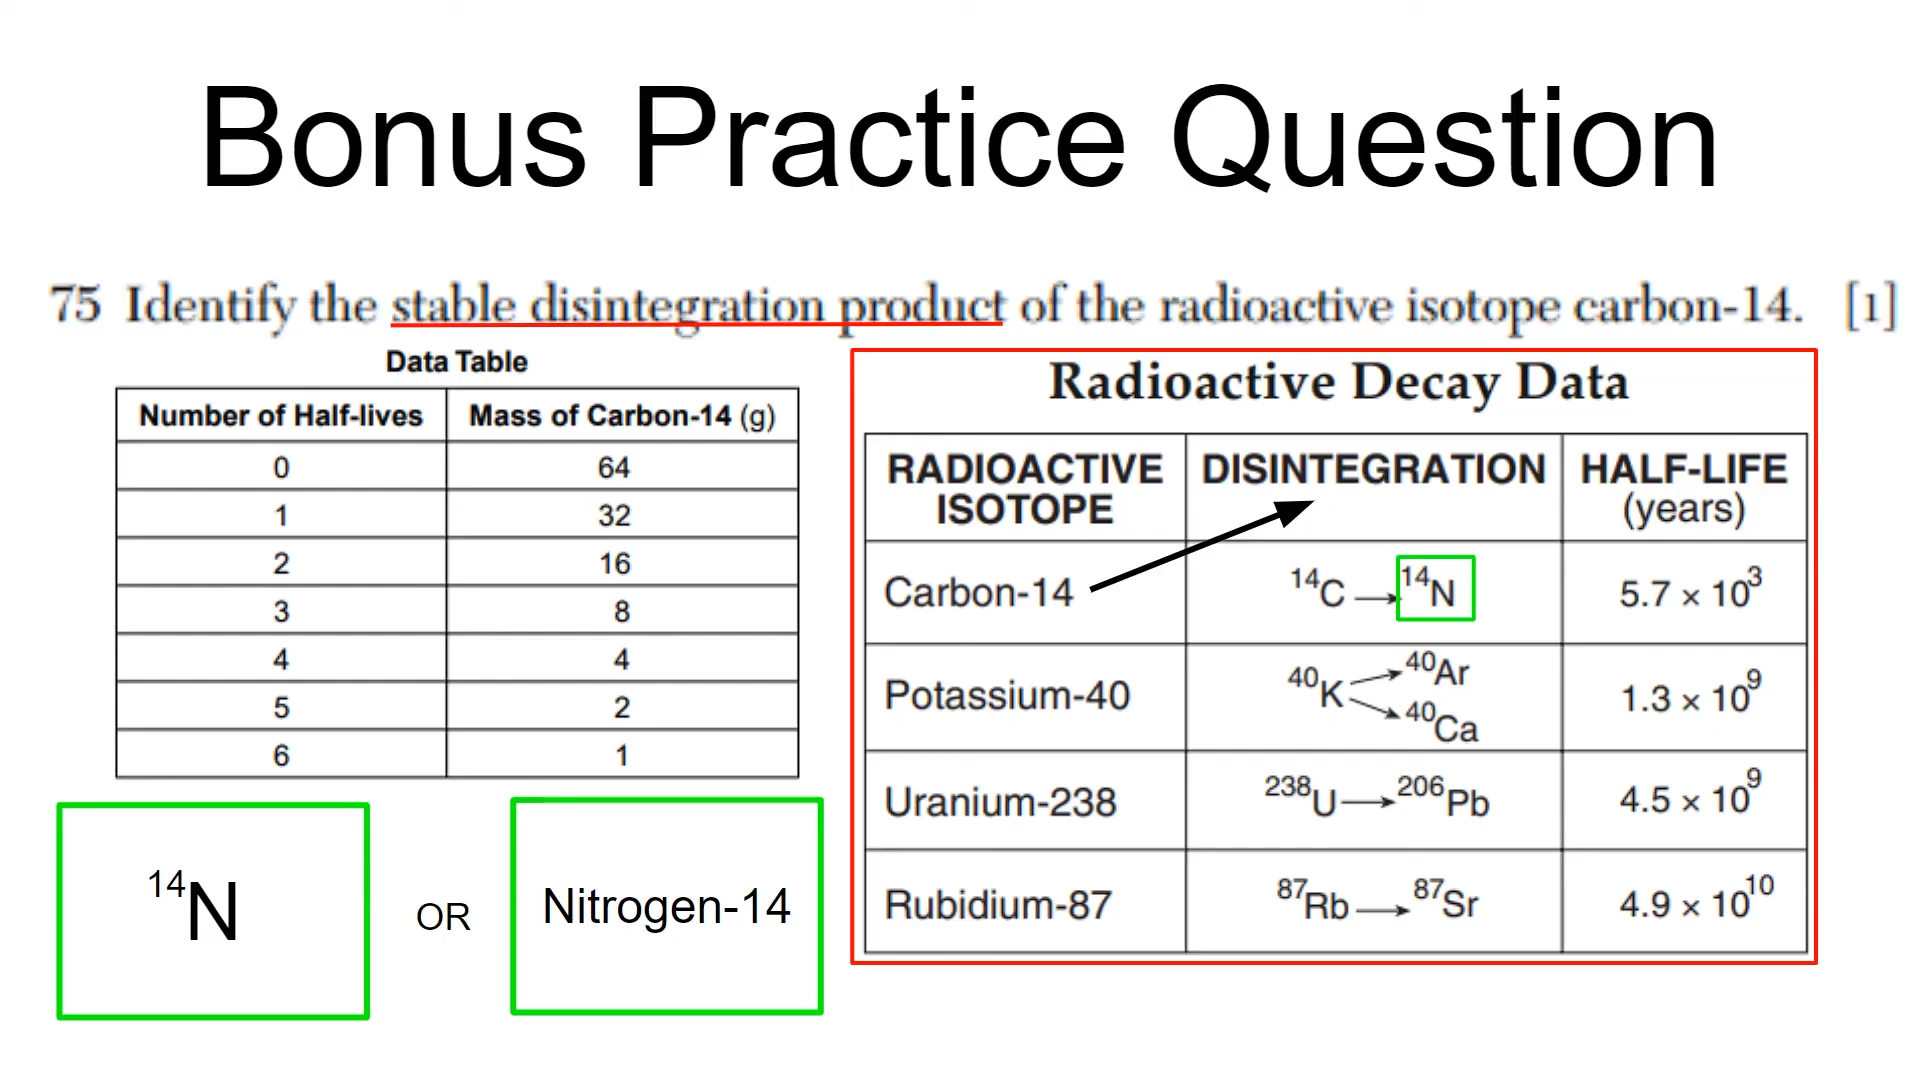 Bonus Practice Question
75 Identify the stable disintegration product of the radioactive isotope carbon-14. [1]
Data Table
Number of Half-lives Mass of Carbon-14 (g)
0 64
1 32
2 16
3 8
4 4
5 2
6 1
¹⁴N OR Nitrogen-14
Radioactive Decay Data
RADIOACTIVE ISOTOPE DISINTEGRATION HALF-LIFE (years)
Carbon-14 ¹⁴C → ¹⁴N 5.7 × 10³
Potassium-40 ⁴⁰K → ⁴⁰Ar → ⁴⁰Ca 1.3 × 10⁹
Uranium-238 ²³⁸U → ²⁰⁶Pb 4.5 × 10⁹
Rubidium-87 ⁸⁷Rb → ⁸⁷Sr 4.9 × 10¹⁰